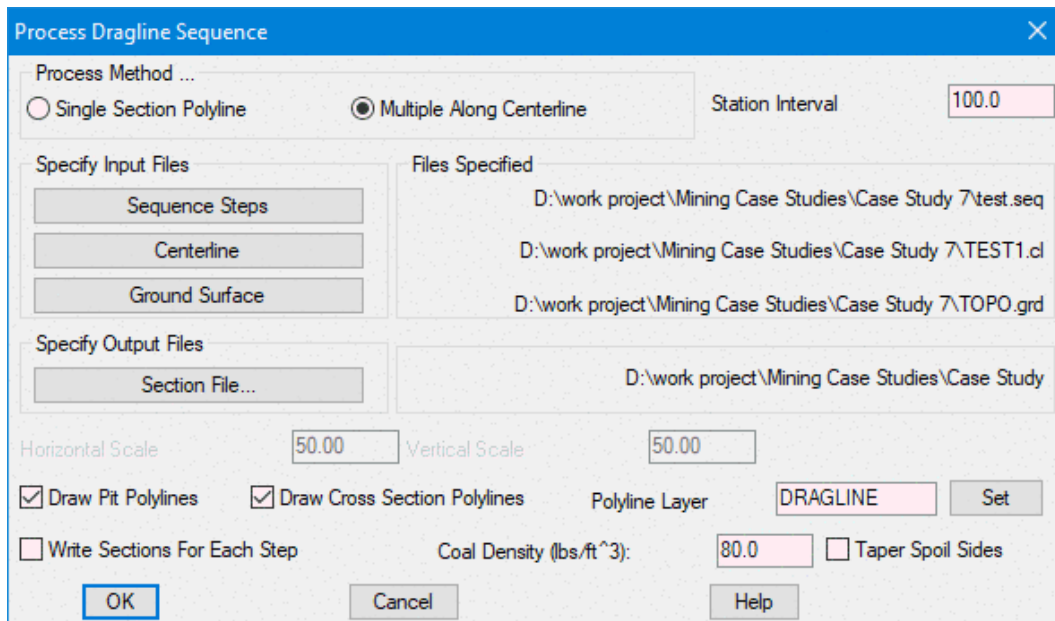 Process Dragline Sequence
Process Method ...
Single Section Polyline
Multiple Along Centerline
Station Interval
100.0
Specify Input Files
Files Specified
Sequence Steps
D:\work project\Mining Case Studies\Case Study 7\test.seq
Centerline
D:\work project\Mining Case Studies\Case Study 7\TEST1.cl
Ground Surface
D:\work project\Mining Case Studies\Case Study 7\TOPO.grd
Specify Output Files
Section File...
D:\work project\Mining Case Studies\Case Study
Horizontal Scale
50.00
Vertical Scale
50.00
Draw Pit Polylines
Draw Cross Section Polylines
Polyline Layer
DRAGLINE
Set
Write Sections For Each Step
Coal Density (lbs/ft^3):
80.0
Taper Spoil Sides
OK
Cancel
Help